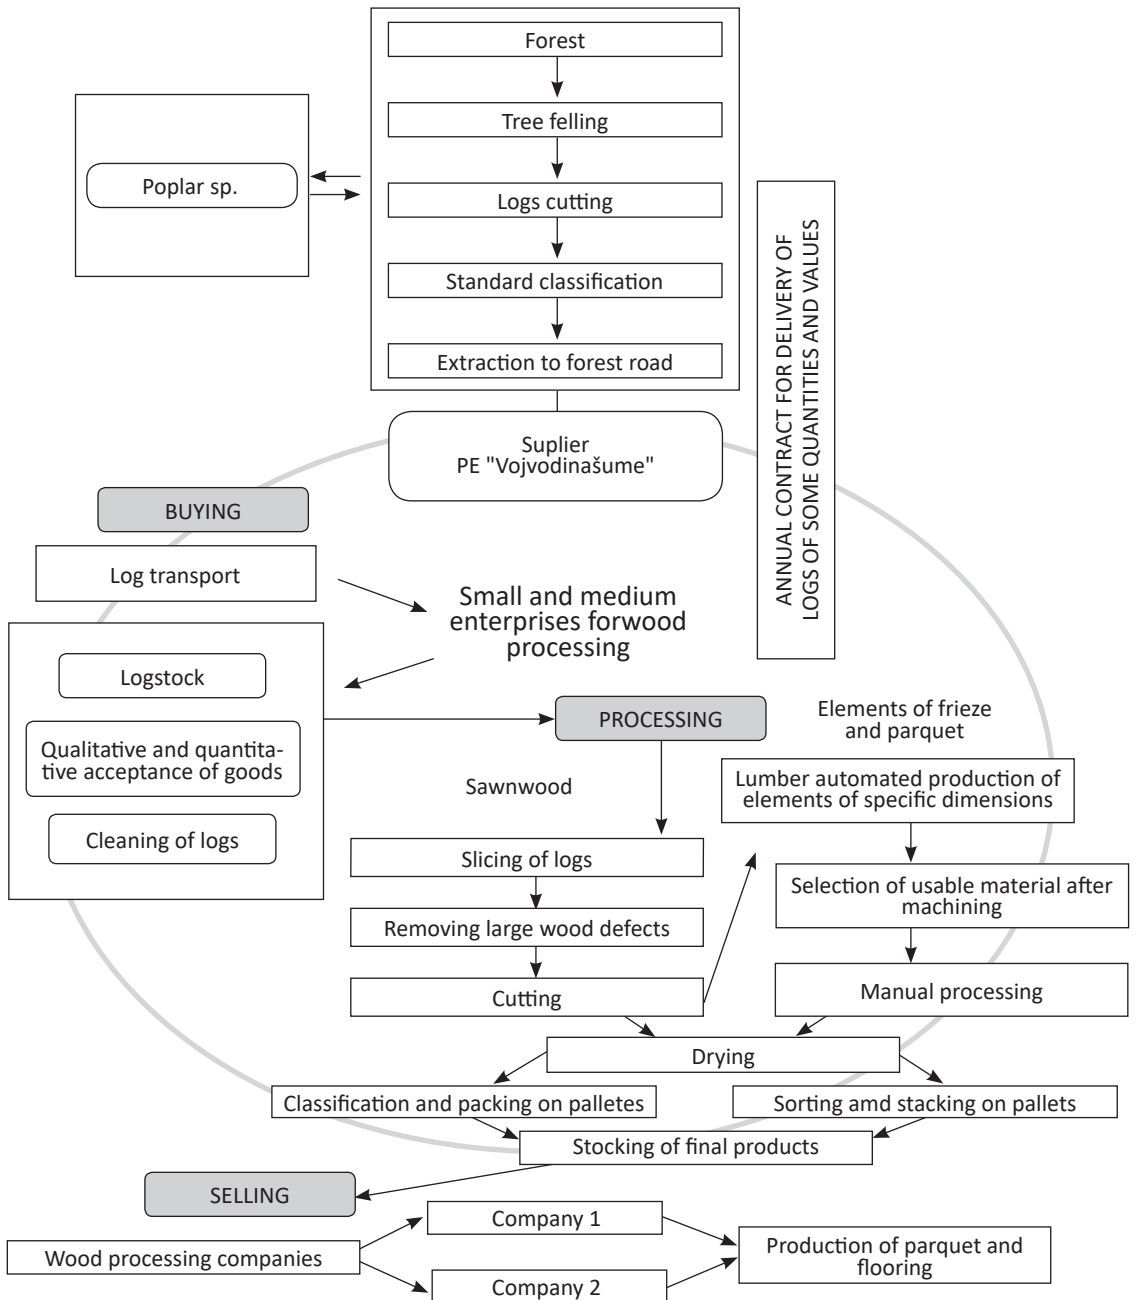 Forest
Tree felling
Poplar sp.
Logs cutting
Standard classification
Extraction to forest road
ANNUAL CONTRACT FOR DELIVERY OF
LOGS OF SOME QUANTITIES AND VALUES
Suplier
PE "Vojvodinašume"
BUYING
Log transport
Small and medium
enterprises forwood
processing
Logstock
Qualitative and quantita-
tive acceptance of goods
Cleaning of logs
PROCESSING
Sawnwood
Slicing of logs
Removing large wood defects
Cutting
Elements of frieze
and parquet
Lumber automated production of
elements of specific dimensions
Selection of usable material after
machining
Manual processing
Drying
Classification and packing on palletes
Sorting amd stacking on pallets
Stocking of final products
SELLING
Wood processing companies
Company 1
Company 2
Production of parquet and
flooring